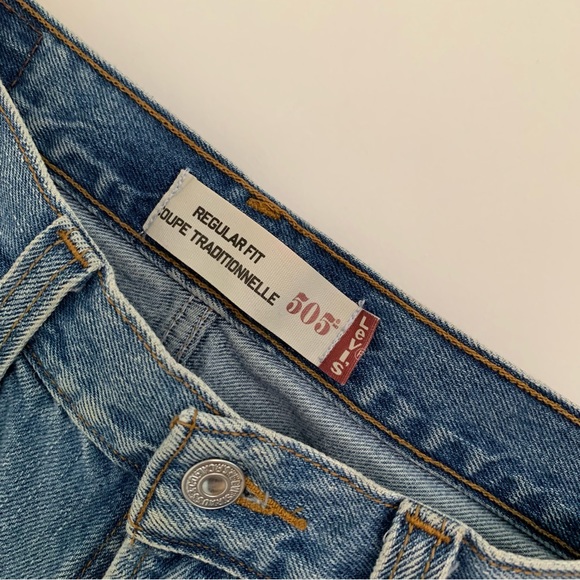 REGULAR FIT
COUPE TRADITIONNELLE
505®
Levi's®